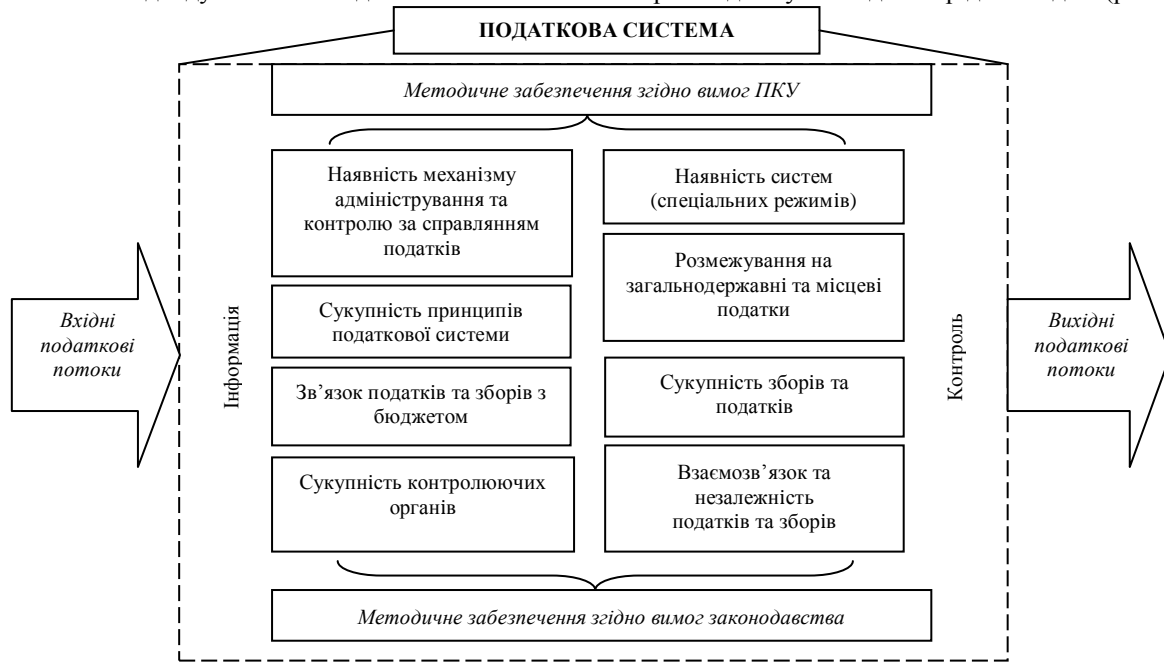 ПОДАТКОВА СИСТЕМА
Методичне забезпечення згідно вимог ПКУ
Наявність механізму
адміністрування та
контролю за справлянням
податків
Наявність систем
(спеціальних режимів)
Розмежування на
загальнодержавні та місцеві
податки
Вхідні
податкові
потоки
Інформація
Сукупність принципів
податкової системи
Зв’язок податків та зборів з
бюджетом
Сукупність зборів та
податків
Сукупність контролюючих
органів
Взаємозв’язок та
незалежність
податків та зборів
Контроль
Вихідні
податкові
потоки
Методичне забезпечення згідно вимог законодавства